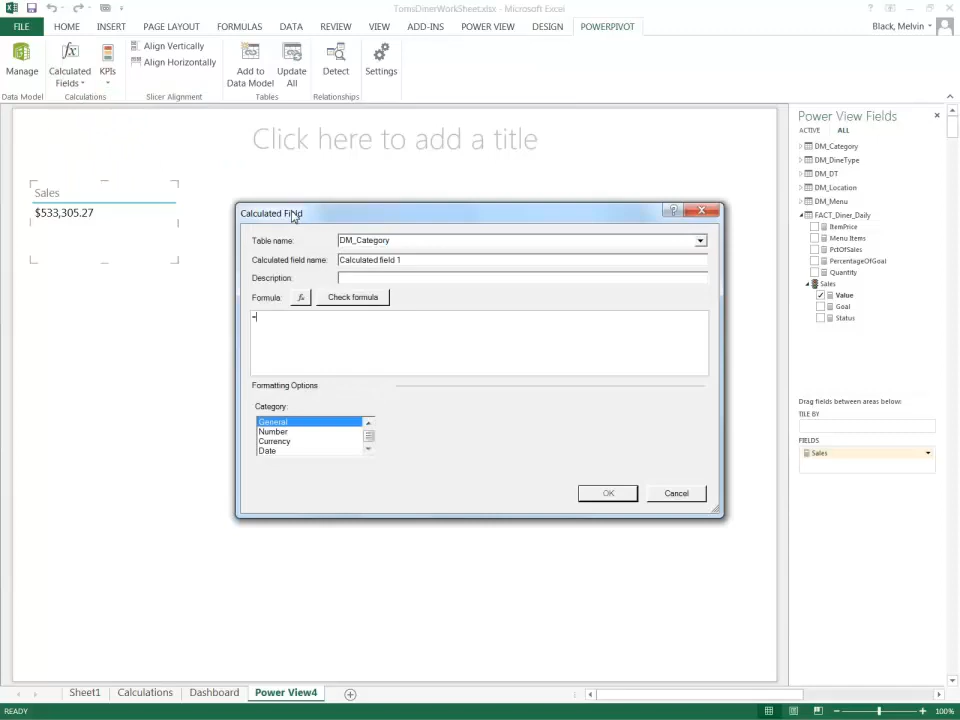 TomsDinerWorkSheet.xlsx - Microsoft Excel
FILE HOME INSERT PAGE LAYOUT FORMULAS DATA REVIEW VIEW ADD-INS POWER VIEW DESIGN POWERPIVOT Black, Melvin
Manage
Calculated Fields
KPIs
Align Vertically
Align Horizontally
Add to Data Model
Update All
Detect
Settings
Data Model Calculations Slicer Alignment Tables Relationships
Click here to add a title
Sales
$533,305.27
Calculated Field
Table name: DM_Category
Calculated field name: Calculated field 1
Description:
Formula: fx Check formula
=
Formatting Options
Category:
General
Number
Currency
Date
OK Cancel
Power View Fields
ACTIVE ALL
DM_Category
DM_DineType
DM_DT
DM_Location
DM_Menu
FACT_Diner_Daily
ItemPrice
Menu Items
PctOfSales
PercentageOfGoal
Quantity
Sales
Value
Goal
Status
Drag fields between areas below:
TILE BY
FIELDS
Sales
Sheet1 Calculations Dashboard Power View4
READY 100%